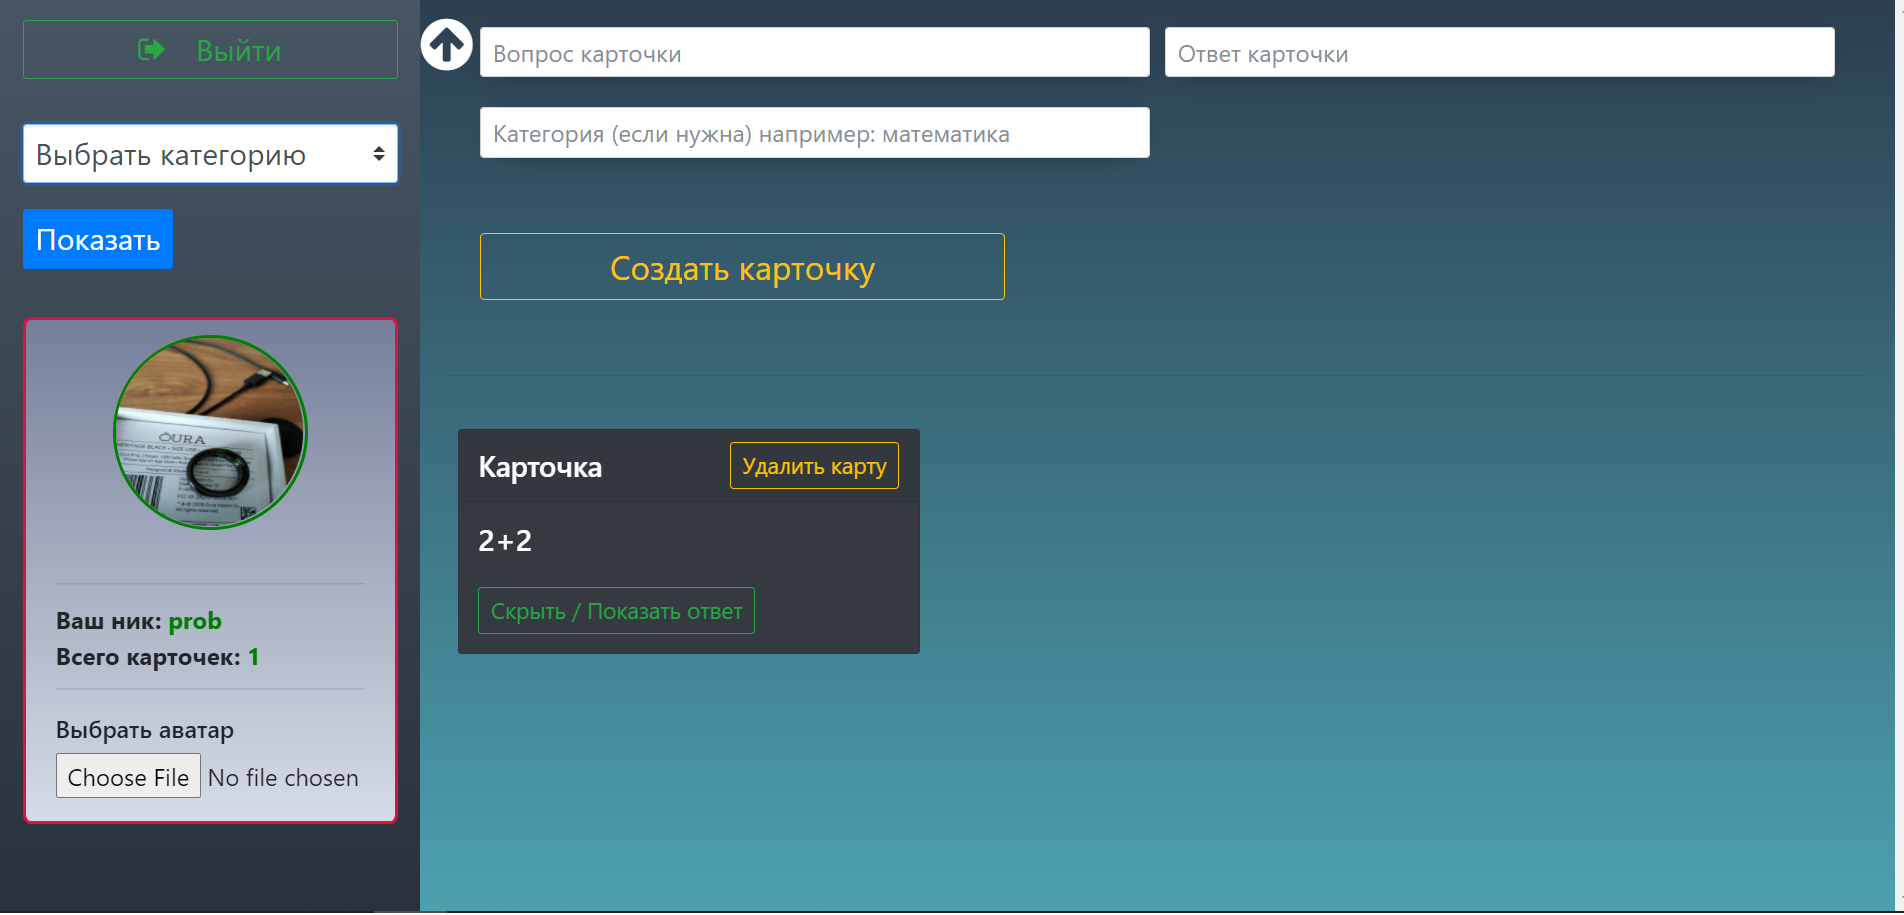 Выйти
Выбрать категорию
Показать
ŌURA
Ваш ник: prob
Всего карточек: 1
Выбрать аватар
Choose File No file chosen
Вопрос карточки
Ответ карточки
Категория (если нужна) например: математика
Создать карточку
Карточка
Удалить карту
2+2
Скрыть / Показать ответ